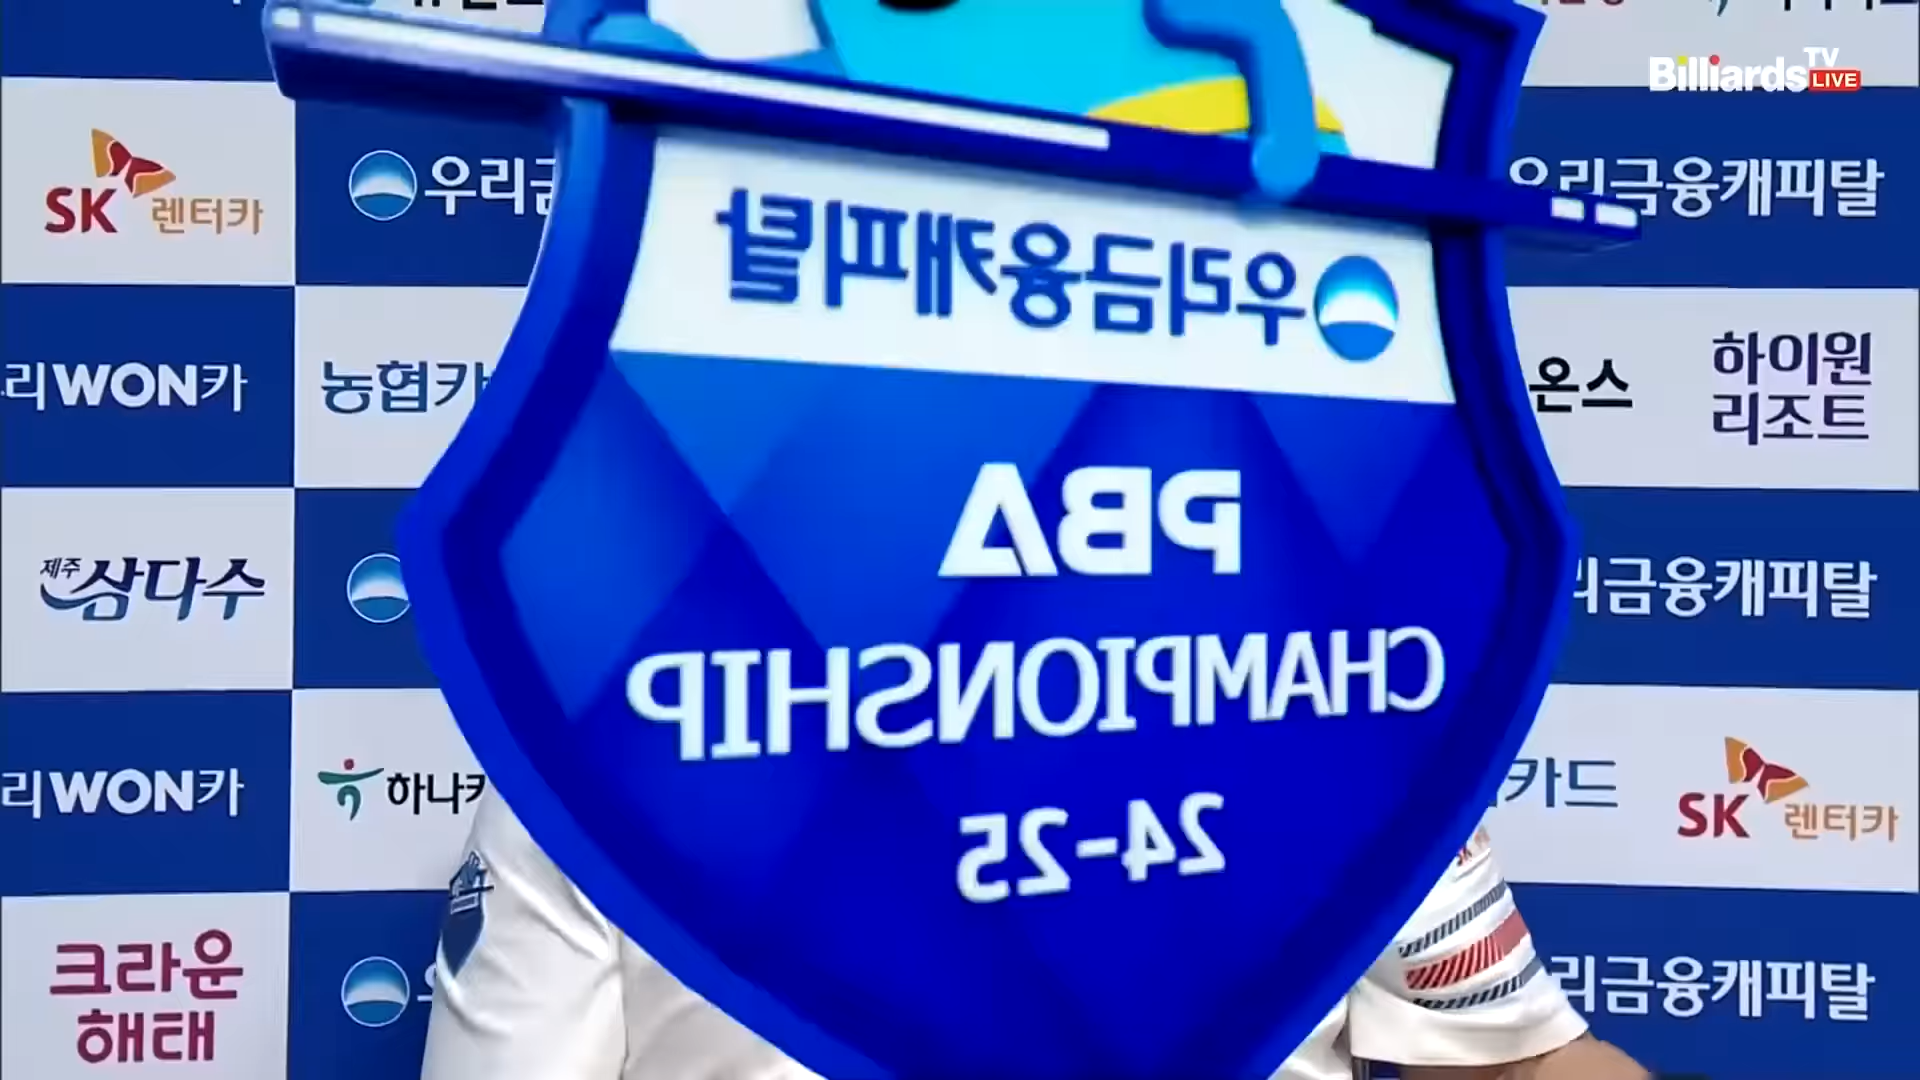 Billiards TV LIVE
SK 렌터카
우리금
우리금융캐피탈
우리금융캐피탈
리WON카
농협카
온스
하이원
리조트
PBA
CHAMPIONSHIP
24-25
제주 삼다수
리금융캐피탈
리WON카
하나카
카드
SK 렌터카
크라운
해태
리금융캐피탈